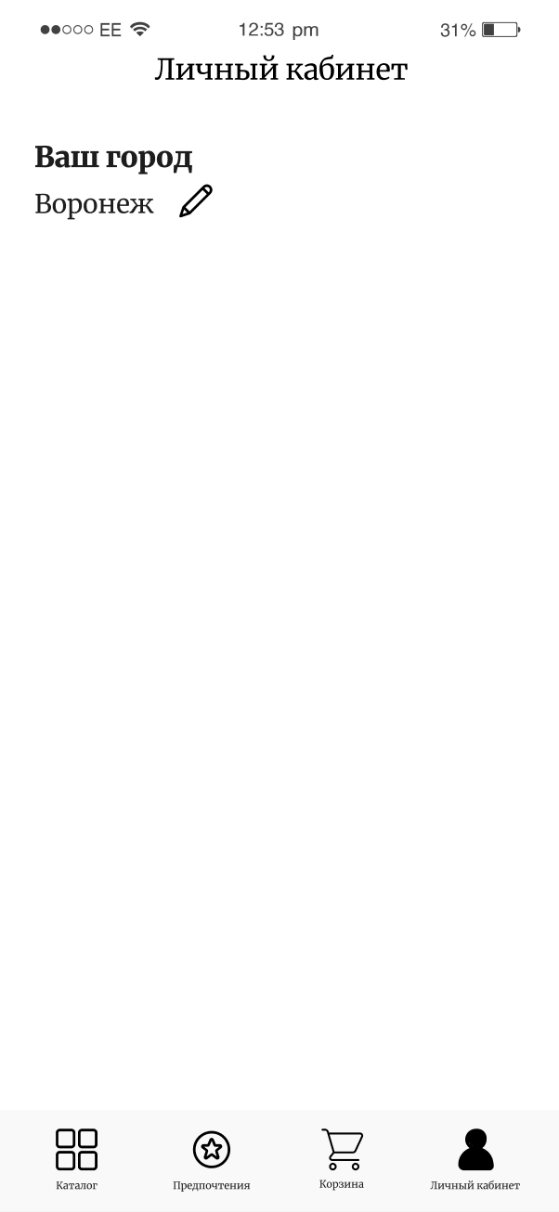 EE 12:53 pm 31%
Личный кабинет
Ваш город
Воронеж
Каталог Предпочтения Корзина Личный кабинет